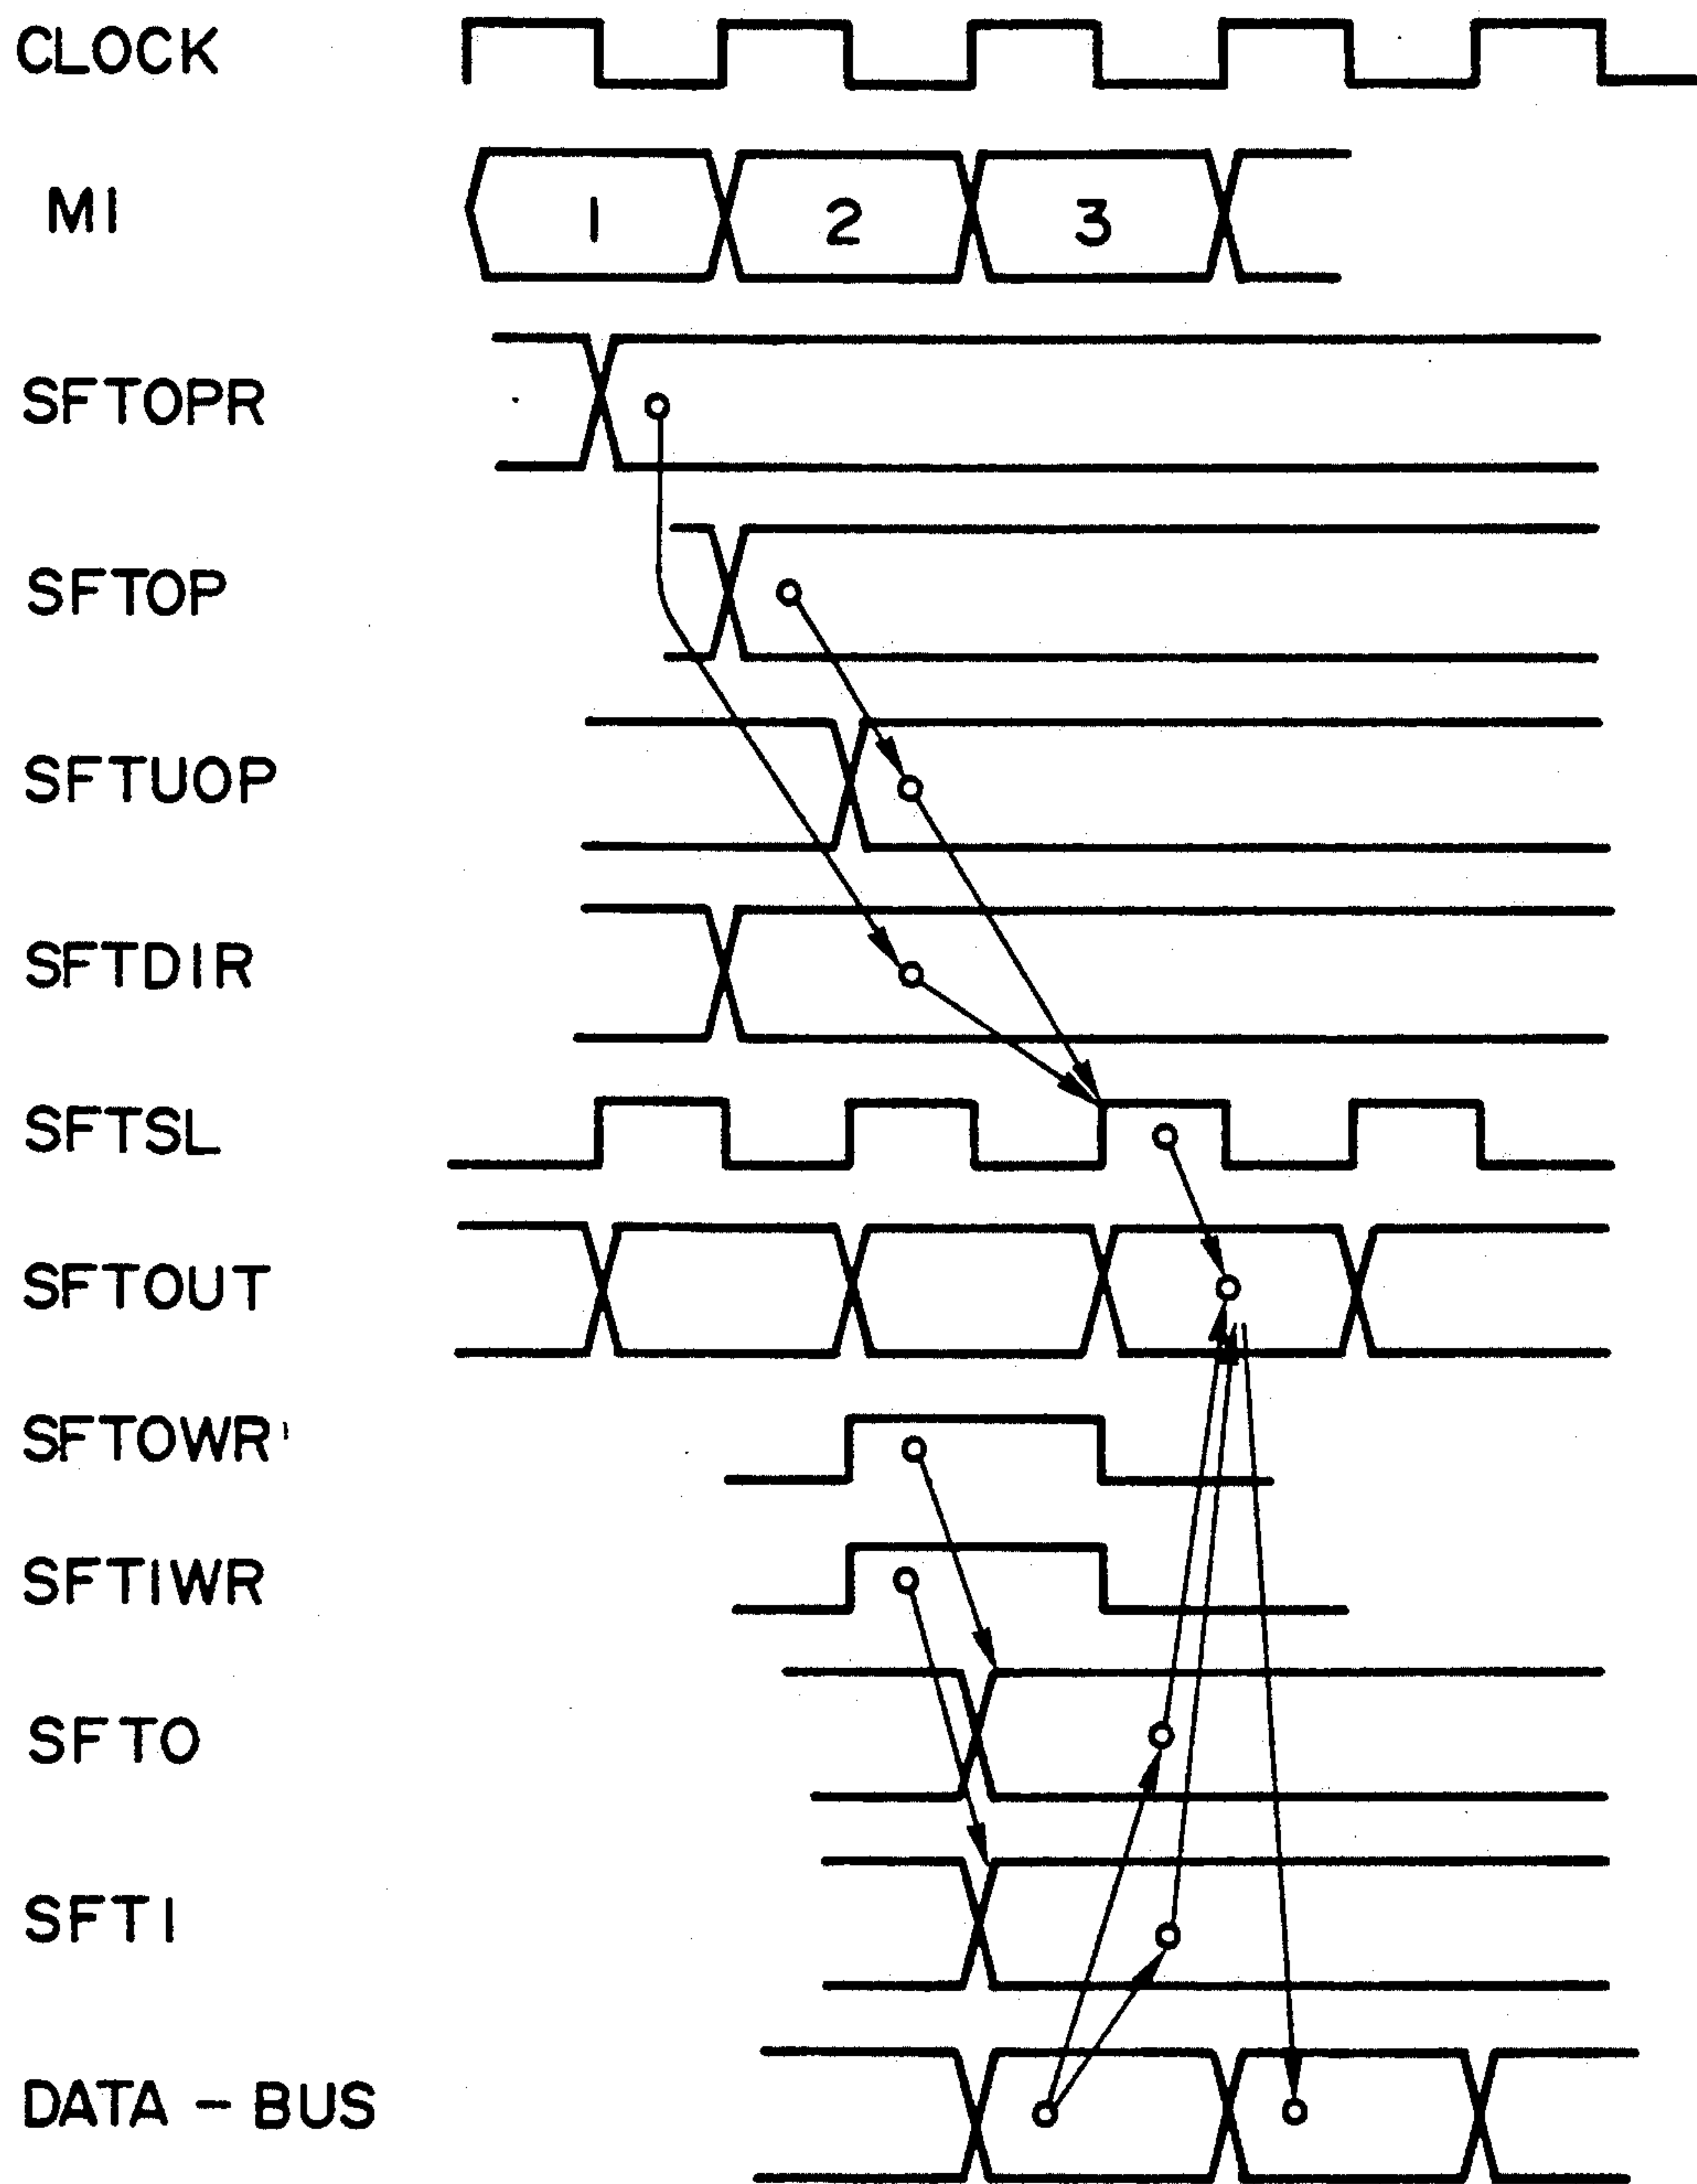 CLOCK
MI
1 2 3
SFTOPR
SFTOP
SFTUOP
SFTDIR
SFTSL
SFTOUT
SFTOWR
SFTIWR
SFTO
SFTI
DATA - BUS